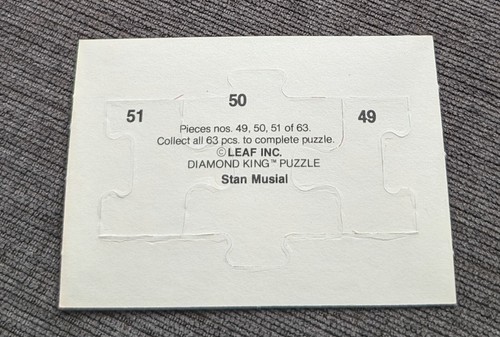 51 50 49
Pieces nos. 49, 50, 51 of 63.
Collect all 63 pcs. to complete puzzle.
© LEAF INC.
DIAMOND KING™ PUZZLE
Stan Musial